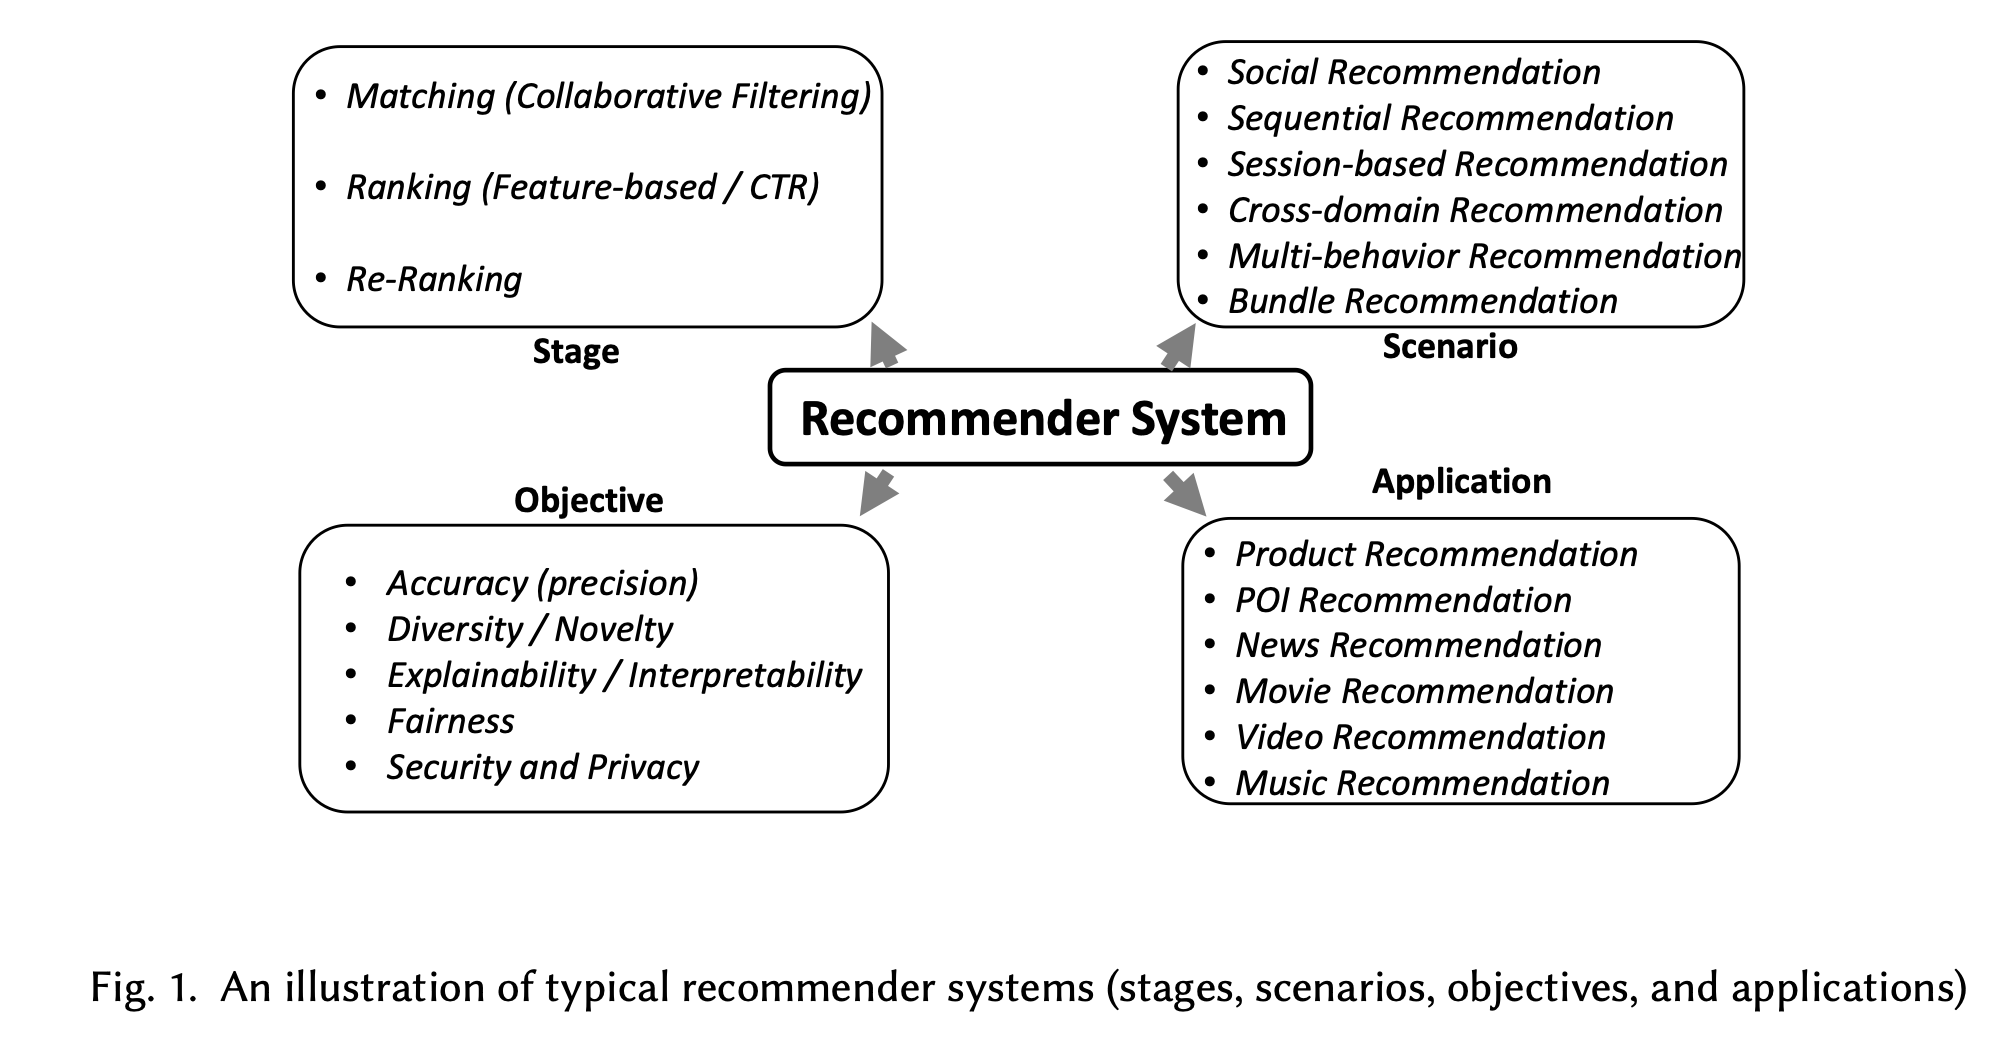 • Matching (Collaborative Filtering)
• Ranking (Feature-based / CTR)
• Re-Ranking
Stage
• Social Recommendation
• Sequential Recommendation
• Session-based Recommendation
• Cross-domain Recommendation
• Multi-behavior Recommendation
• Bundle Recommendation
Scenario
Recommender System
Objective
• Accuracy (precision)
• Diversity / Novelty
• Explainability / Interpretability
• Fairness
• Security and Privacy
Application
• Product Recommendation
• POI Recommendation
• News Recommendation
• Movie Recommendation
• Video Recommendation
• Music Recommendation
Fig. 1. An illustration of typical recommender systems (stages, scenarios, objectives, and applications)